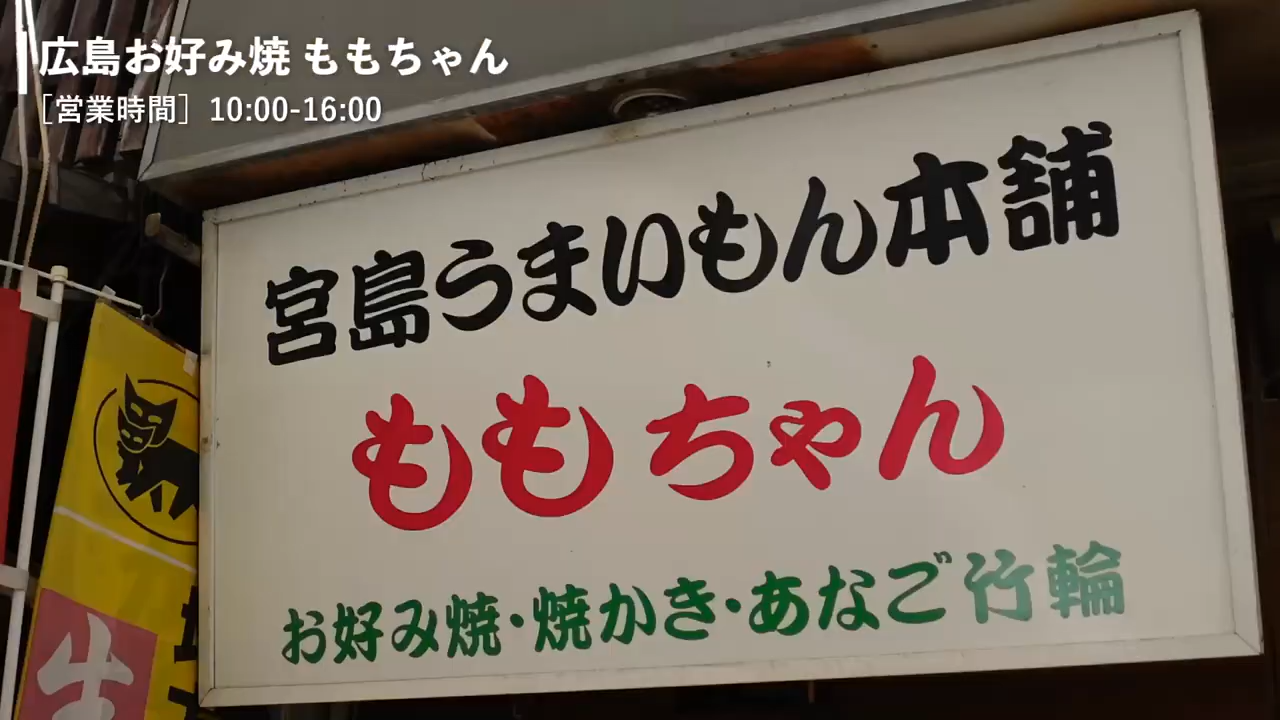 広島お好み焼 ももちゃん
［営業時間］10:00-16:00
宮島うまいもん本舗
ももちゃん
お好み焼・焼かき・あなご竹輪
生